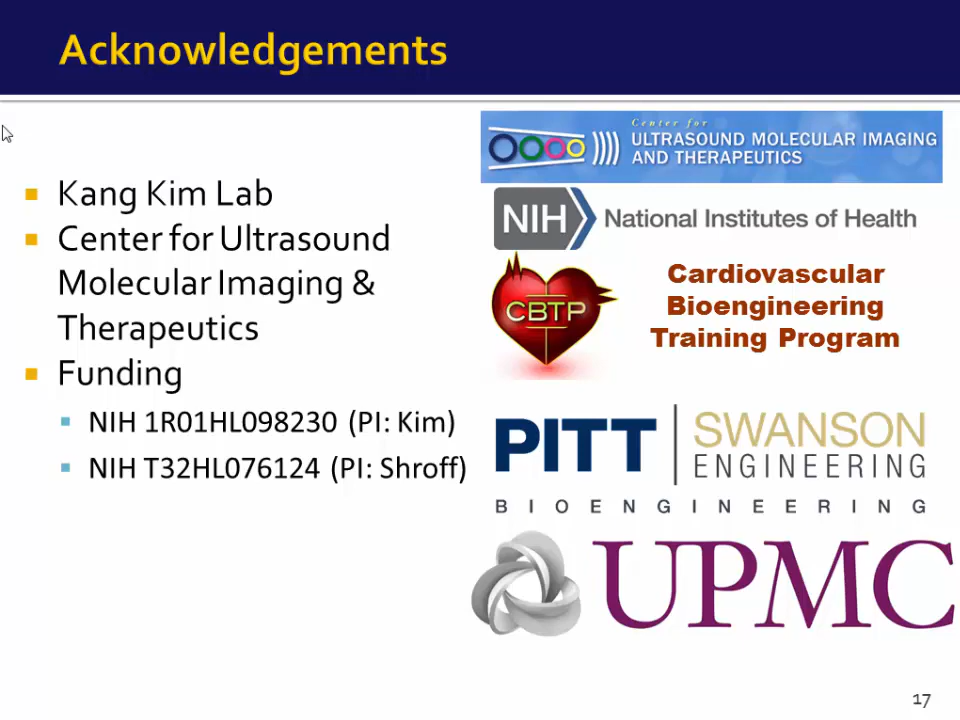 Acknowledgements
Kang Kim Lab
Center for Ultrasound
Molecular Imaging &
Therapeutics
Funding
NIH 1R01HL098230 (PI: Kim)
NIH T32HL076124 (PI: Shroff)
Center for
ULTRASOUND MOLECULAR IMAGING
AND THERAPEUTICS
NIH National Institutes of Health
CBTP
Cardiovascular
Bioengineering
Training Program
PITT SWANSON
ENGINEERING
BIOENGINEERING
UPMC
17